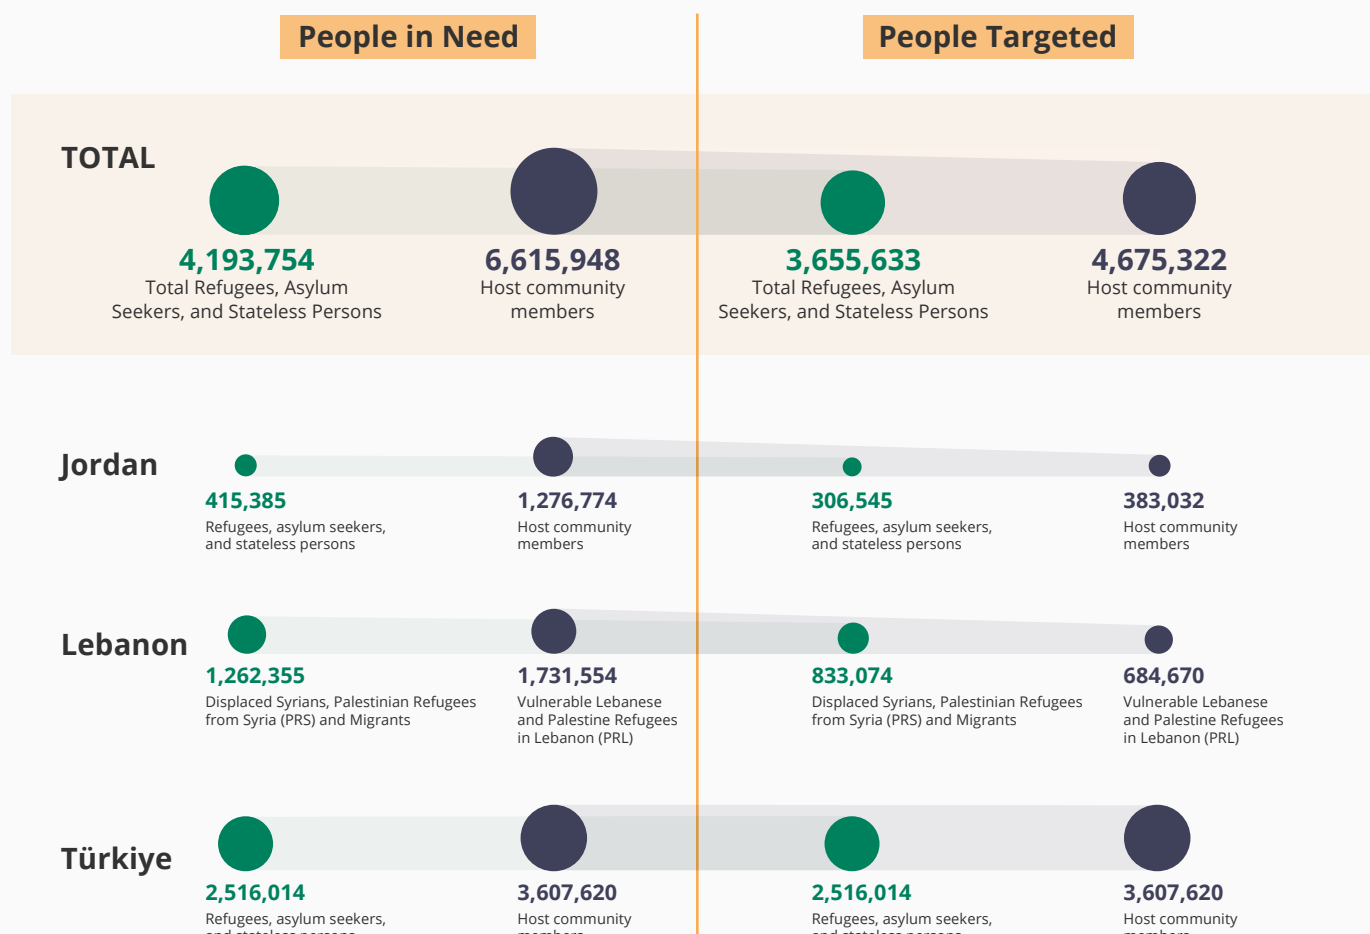 People in Need
People Targeted
TOTAL
4,193,754
Total Refugees, Asylum
Seekers, and Stateless Persons
6,615,948
Host community
members
3,655,633
Total Refugees, Asylum
Seekers, and Stateless Persons
4,675,322
Host community
members
Jordan
415,385
Refugees, asylum seekers,
and stateless persons
1,276,774
Host community
members
306,545
Refugees, asylum seekers,
and stateless persons
383,032
Host community
members
Lebanon
1,262,355
Displaced Syrians, Palestinian Refugees
from Syria (PRS) and Migrants
1,731,554
Vulnerable Lebanese
and Palestine Refugees
in Lebanon (PRL)
833,074
Displaced Syrians, Palestinian Refugees
from Syria (PRS) and Migrants
684,670
Vulnerable Lebanese
and Palestine Refugees
in Lebanon (PRL)
Türkiye
2,516,014
Refugees, asylum seekers,
3,607,620
Host community
2,516,014
Refugees, asylum seekers,
3,607,620
Host community